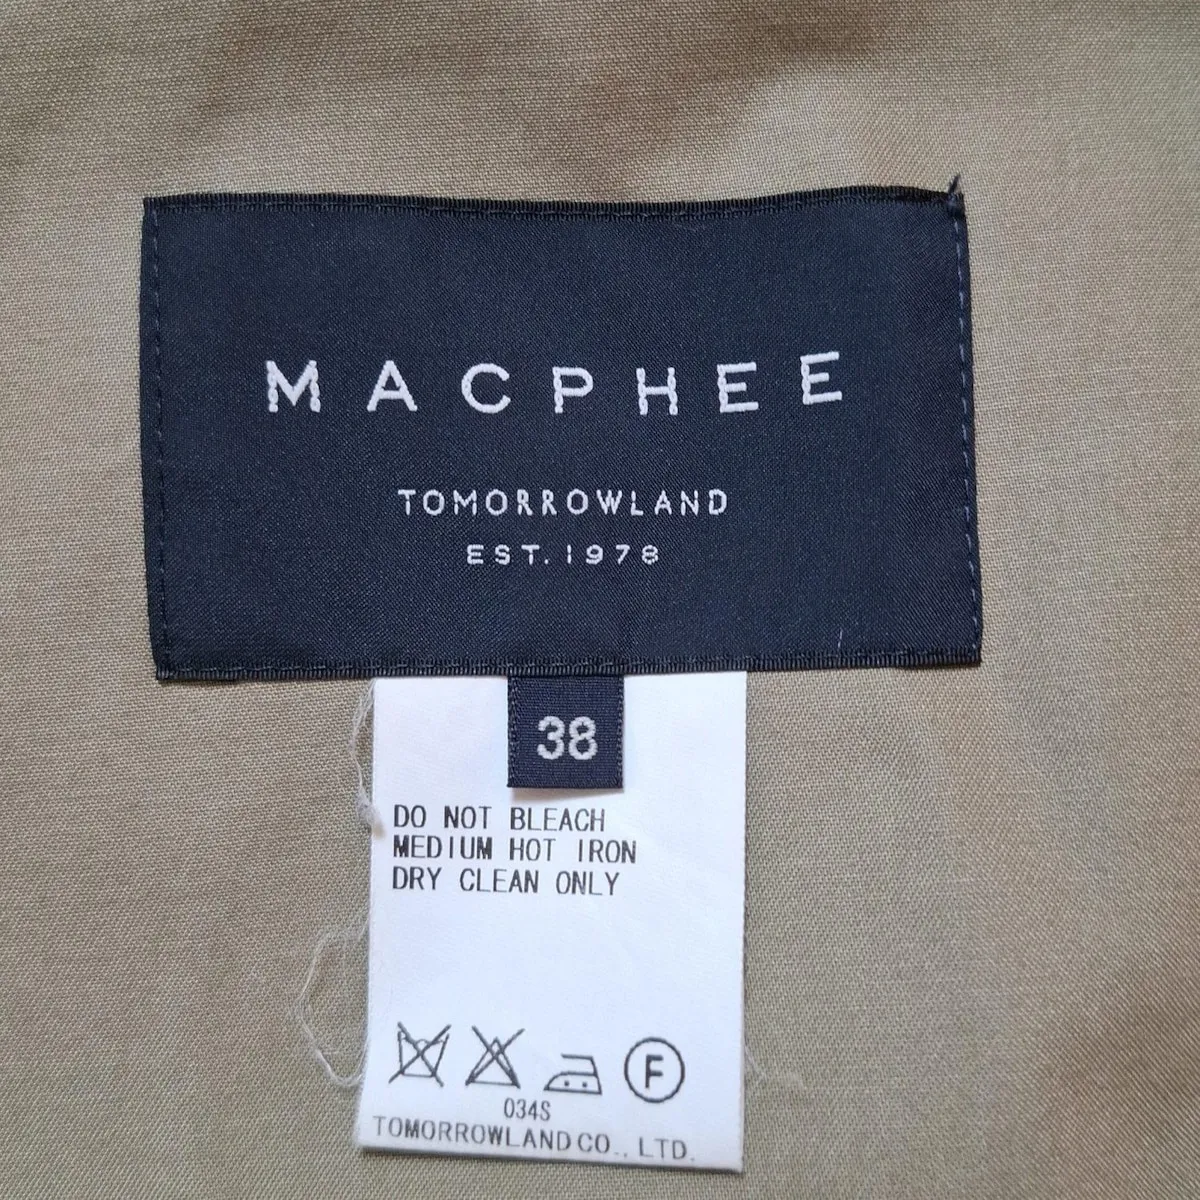 MACPHEE
TOMORROWLAND
EST. 1978
38
DO NOT BLEACH
MEDIUM HOT IRON
DRY CLEAN ONLY
F
034S
TOMORROWLAND CO., LTD.